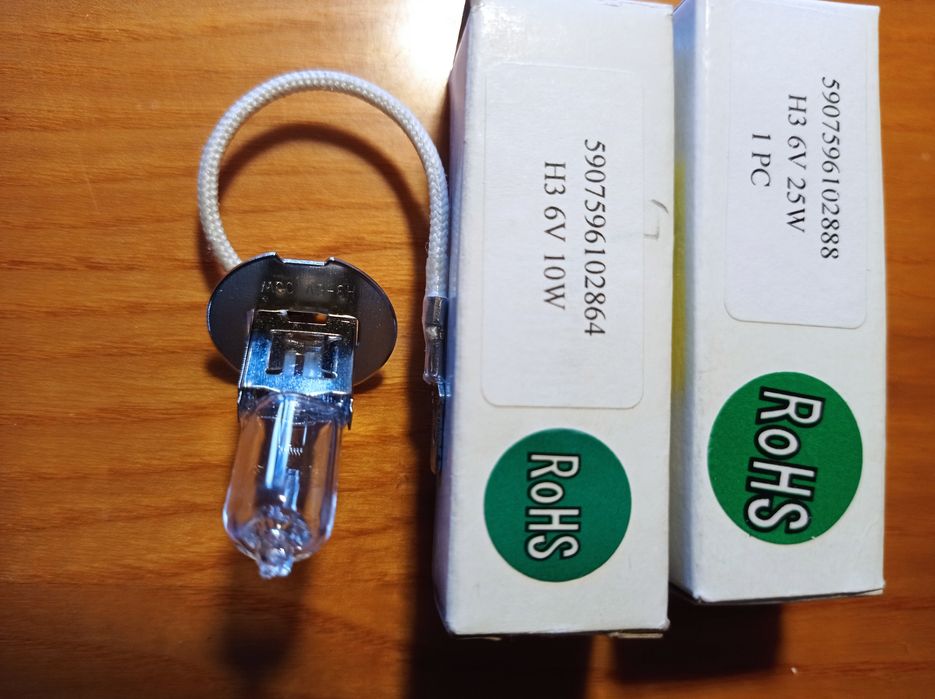 5907596102864
H3 6V 10W
RoHS
5907596102888
H3 6V 25W
1 PC
RoHS